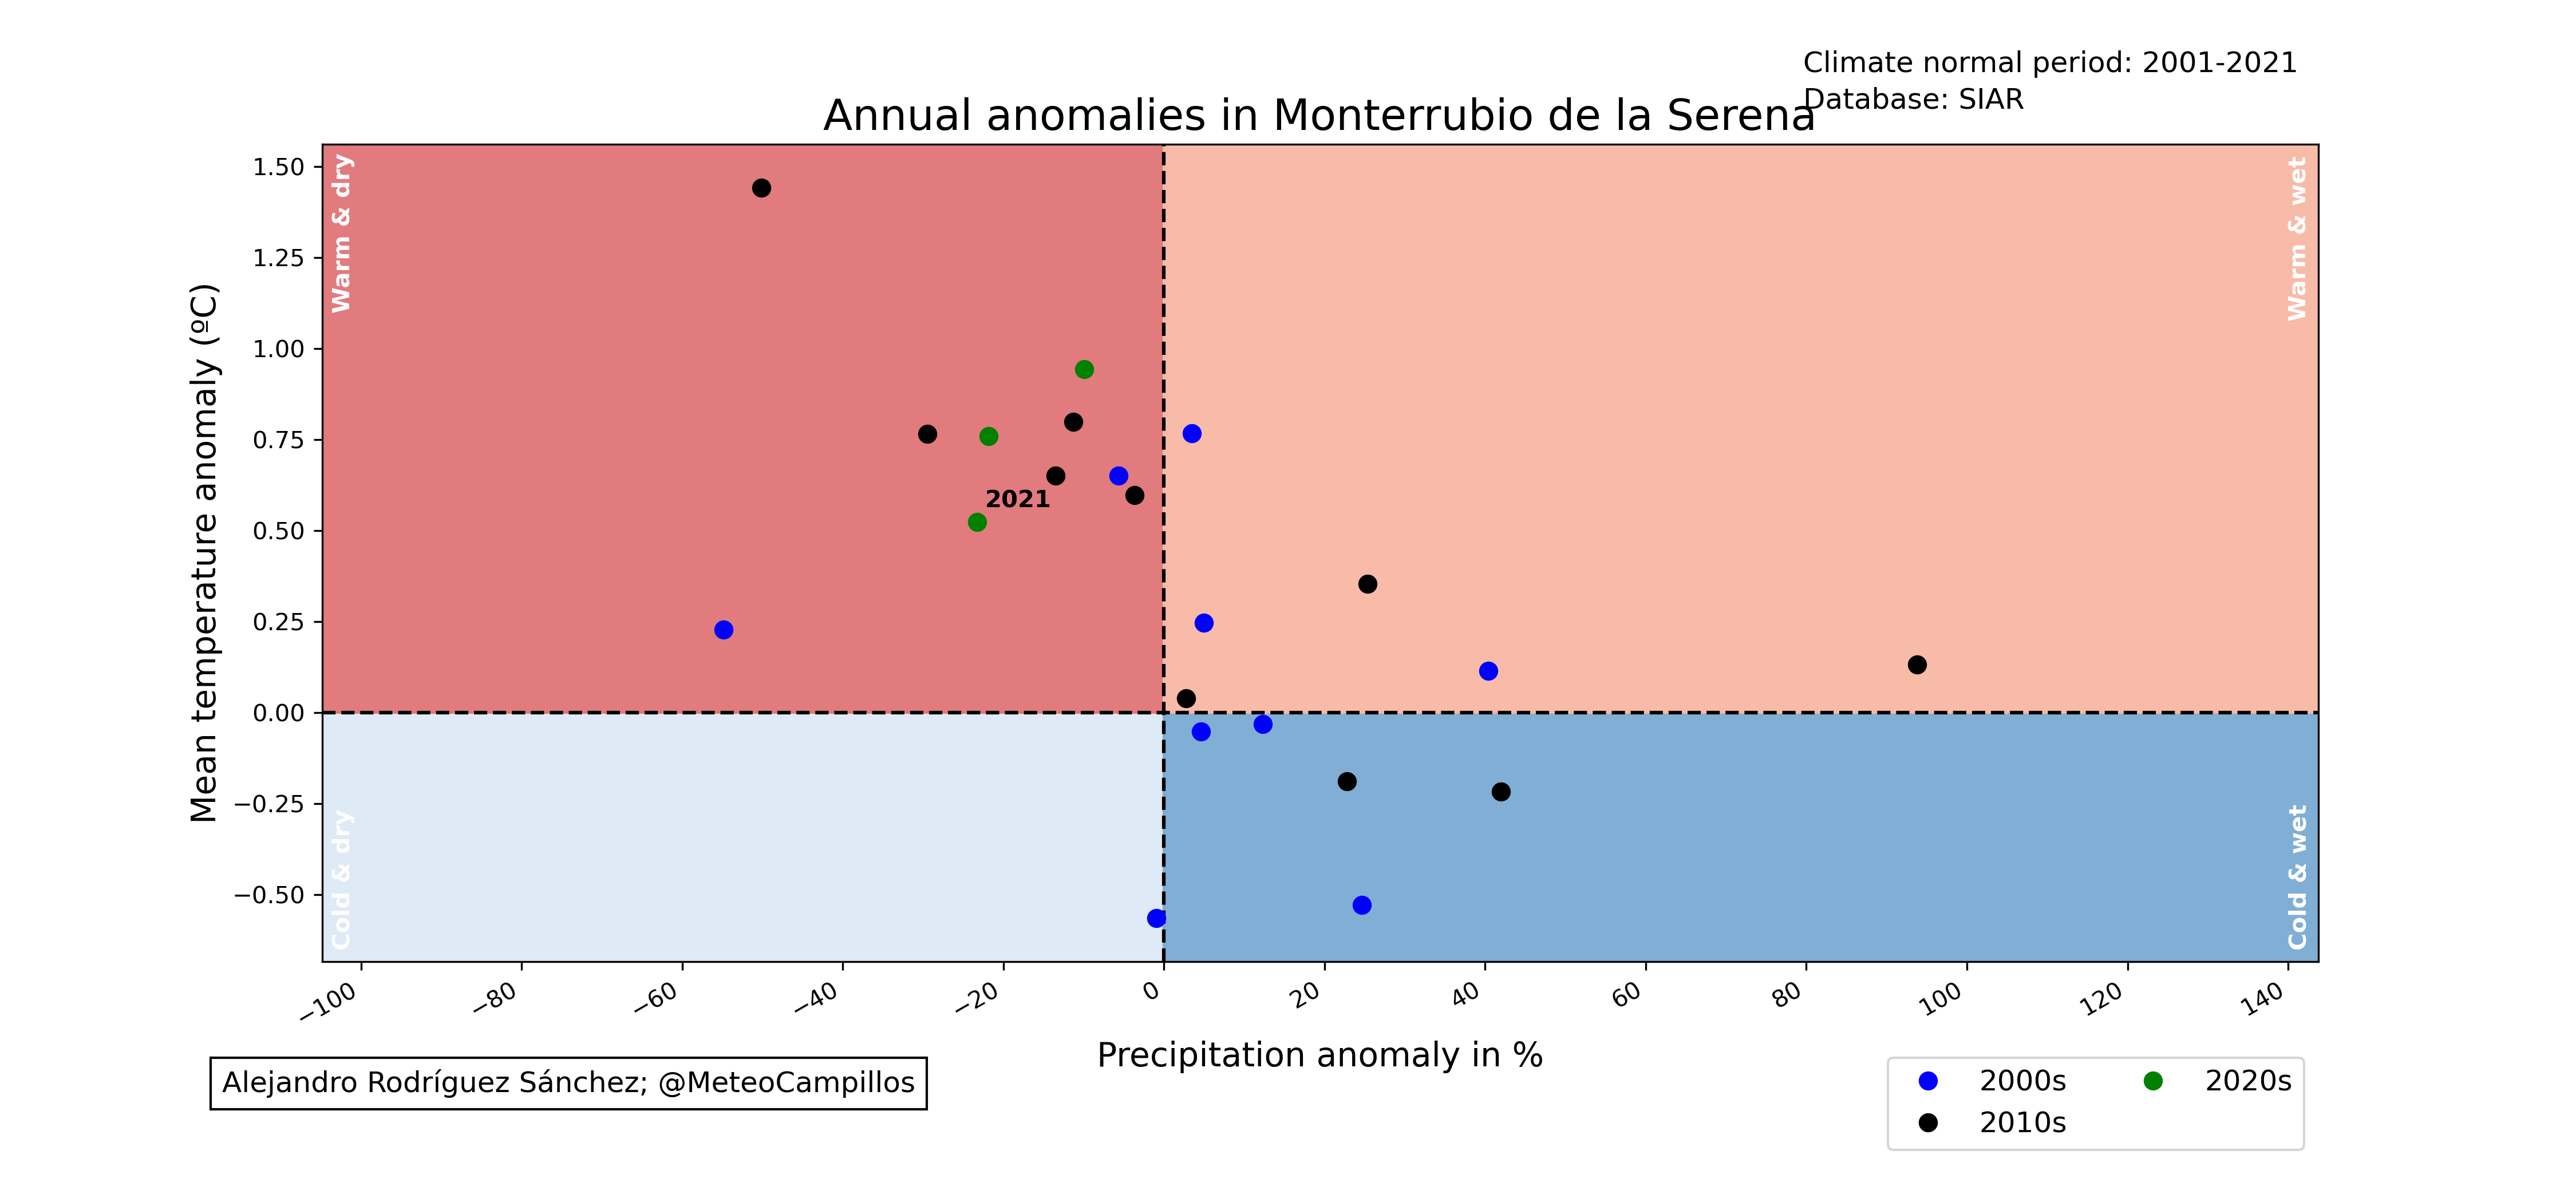 Climate normal period: 2001-2021
Database: SIAR
Annual anomalies in Monterrubio de la Serena
Mean temperature anomaly (ºC)
1.50
1.25
1.00
0.75
0.50
0.25
0.00
−0.25
−0.50
Warm & dry
Warm & wet
2021
Cold & dry
Cold & wet
−100 −80 −60 −40 −20 0 20 40 60 80 100 120 140
Precipitation anomaly in %
Alejandro Rodríguez Sánchez; @MeteoCampillos
2000s 2020s
2010s